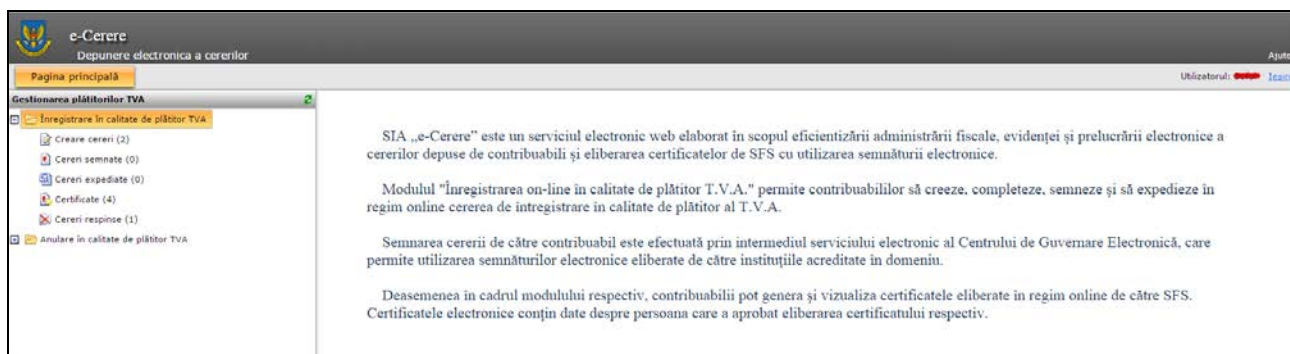 e-Cerere
Depunere electronica a cererilor
Pagina principală
Utilizatorul:
Gestionarea plătitorilor TVA
Înregistrare în calitate de plătitor TVA
Creare cereri (2)
Cereri semnate (0)
Cereri expediate (0)
Certificate (4)
Cereri respinse (1)
Anulare în calitate de plătitor TVA
SIA „e-Cerere” este un serviciul electronic web elaborat în scopul eficientizării administrării fiscale, evidenței și prelucrării electronice a
cererilor depuse de contribuabili și eliberarea certificatelor de SFS cu utilizarea semnăturii electronice.
Modulul "Înregistrarea on-line în calitate de plătitor T.V.A." permite contribuabililor să creeze, completeze, semneze și să expedieze în
regim online cererea de întregistrare în calitate de plătitor al T.V.A.
Semnarea cererii de către contribuabil este efectuată prin intermediul serviciului electronic al Centrului de Guvernare Electronică, care
permite utilizarea semnăturilor electronice eliberate de către instituțiile acreditate în domeniu.
Deasemenea în cadrul modulului respectiv, contribuabilii pot genera și vizualiza certificatele eliberate în regim online de către SFS.
Certificatele electronice conțin date despre persoana care a aprobat eliberarea certificatului respectiv.